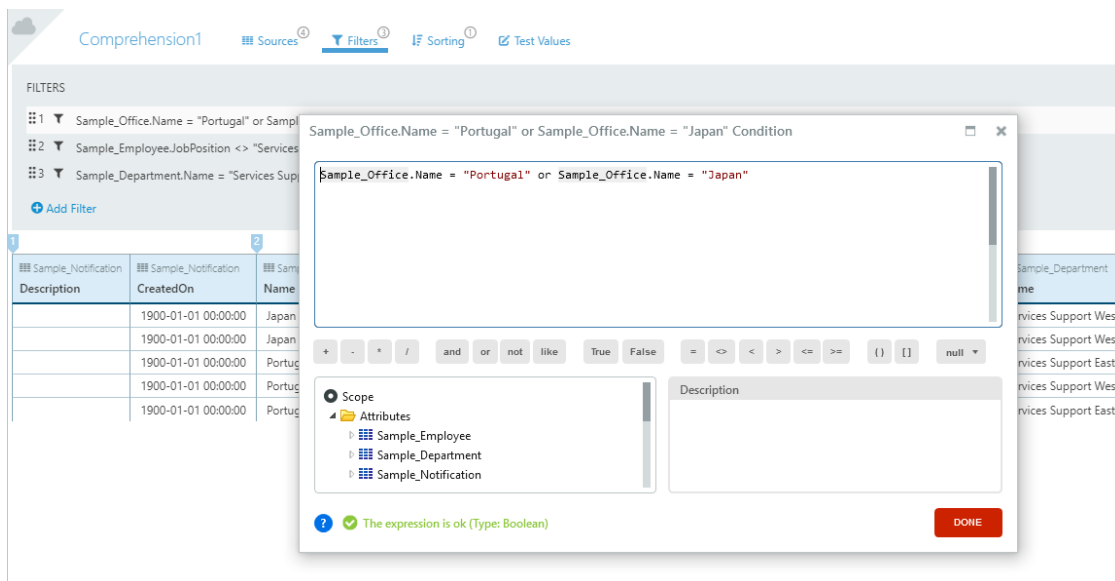 Comprehension1 Sources 4 Filters 3 Sorting 1 Test Values
FILTERS
1 Sample_Office.Name = "Portugal" or Sampl
2 Sample_Employee.JobPosition <> "Services
3 Sample_Department.Name = "Services Sup
Add Filter
Sample_Office.Name = "Portugal" or Sample_Office.Name = "Japan" Condition
Sample_Office.Name = "Portugal" or Sample_Office.Name = "Japan"
+ - * / and or not like True False = <> < > <= >= () [] null
Scope
Attributes
Sample_Employee
Sample_Department
Sample_Notification
Description
? The expression is ok (Type: Boolean)
DONE
1 2
Sample_Notification Sample_Notification Sam Sample_Department
Description CreatedOn Name me
1900-01-01 00:00:00 Japan rvices Support Wes
1900-01-01 00:00:00 Japan rvices Support Wes
1900-01-01 00:00:00 Portug rvices Support East
1900-01-01 00:00:00 Portug rvices Support Wes
1900-01-01 00:00:00 Portug rvices Support East